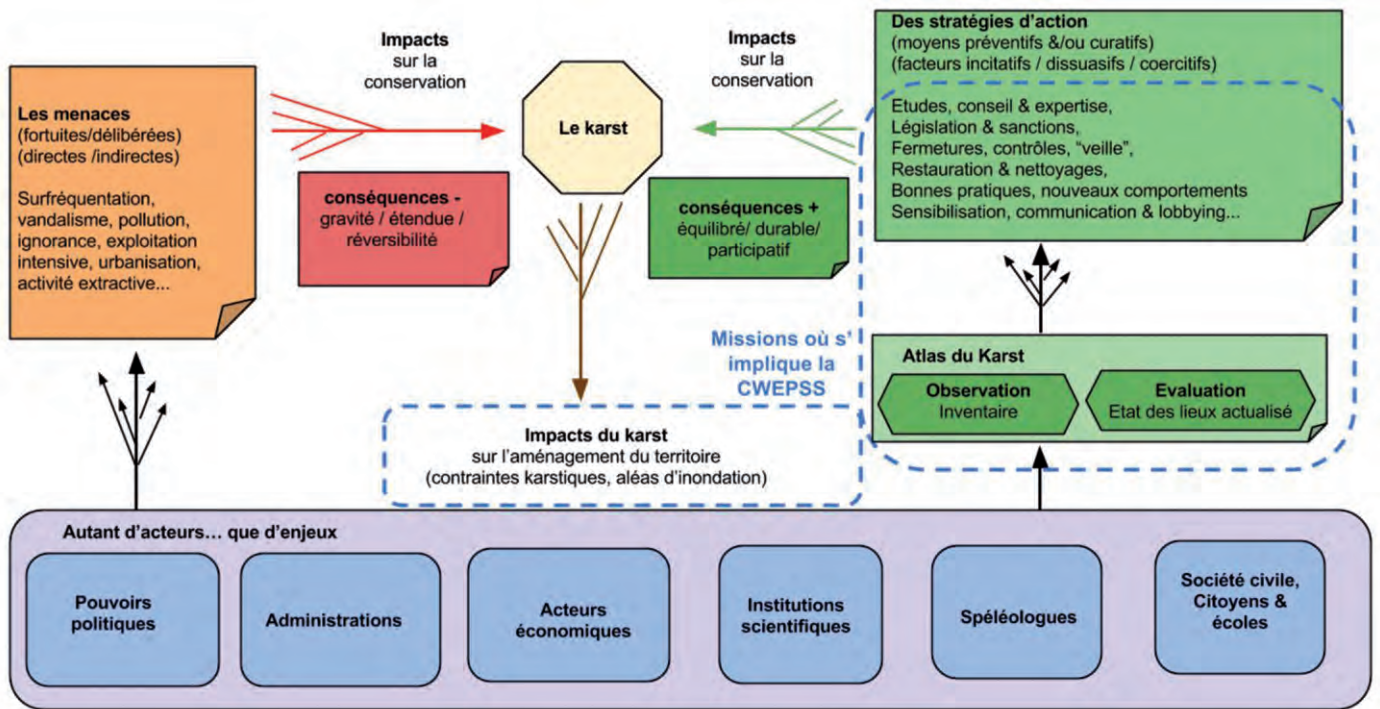 Des stratégies d'action
(moyens préventifs &/ou curatifs)
(facteurs incitatifs / dissuasifs / coercitifs)
Etudes, conseil & expertise,
Législation & sanctions,
Fermetures, contrôles, “veille”,
Restauration & nettoyages,
Bonnes pratiques, nouveaux comportements
Sensibilisation, communication & lobbying...
Impacts
sur la
conservation
Impacts
sur la
conservation
Les menaces
(fortuites/délibérées)
(directes /indirectes)
Surfréquentation,
vandalisme, pollution,
ignorance, exploitation
intensive, urbanisation,
activité extractive...
Le karst
conséquences -
gravité / étendue /
réversibilité
conséquences +
équilibré/ durable/
participatif
Missions où s'
implique la
CWEPSS
Atlas du Karst
Observation
Inventaire
Evaluation
Etat des lieux actualisé
Impacts du karst
sur l'aménagement du territoire
(contraintes karstiques, aléas d'inondation)
Autant d'acteurs… que d'enjeux
Pouvoirs
politiques
Administrations
Acteurs
économiques
Institutions
scientifiques
Spéléologues
Société civile,
Citoyens &
écoles